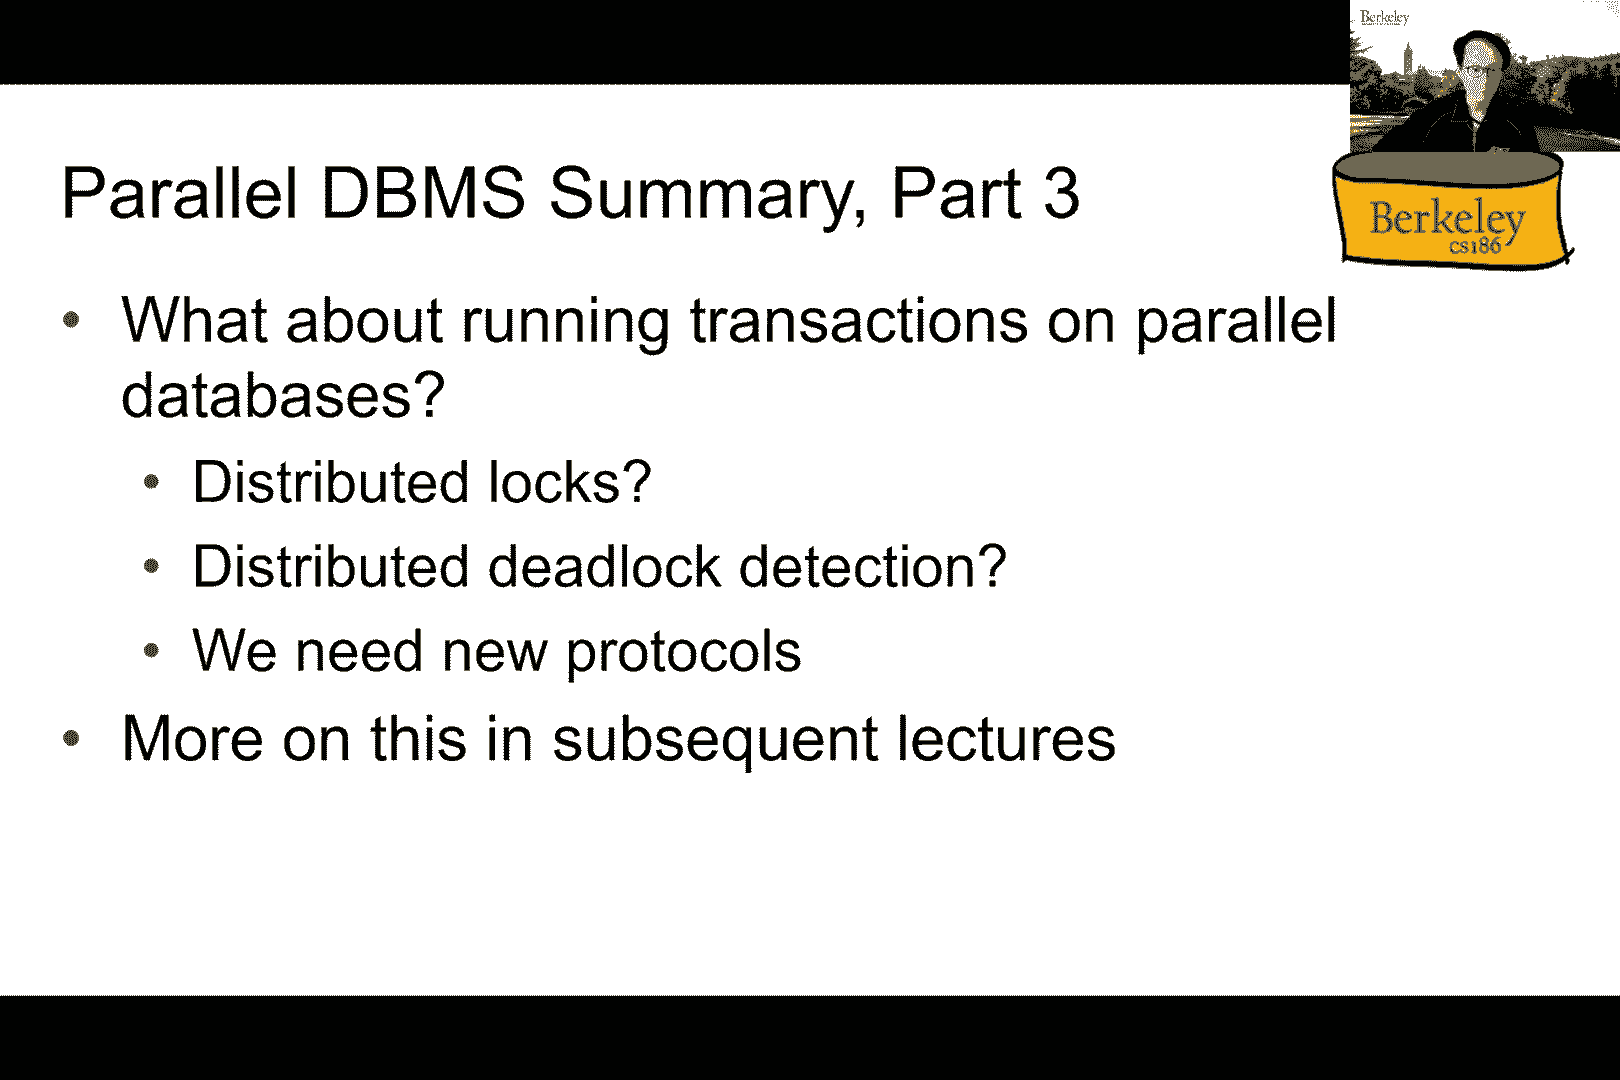 Berkeley
Parallel DBMS Summary, Part 3
Berkeley
cs186
• What about running transactions on parallel
databases?
• Distributed locks?
• Distributed deadlock detection?
• We need new protocols
• More on this in subsequent lectures